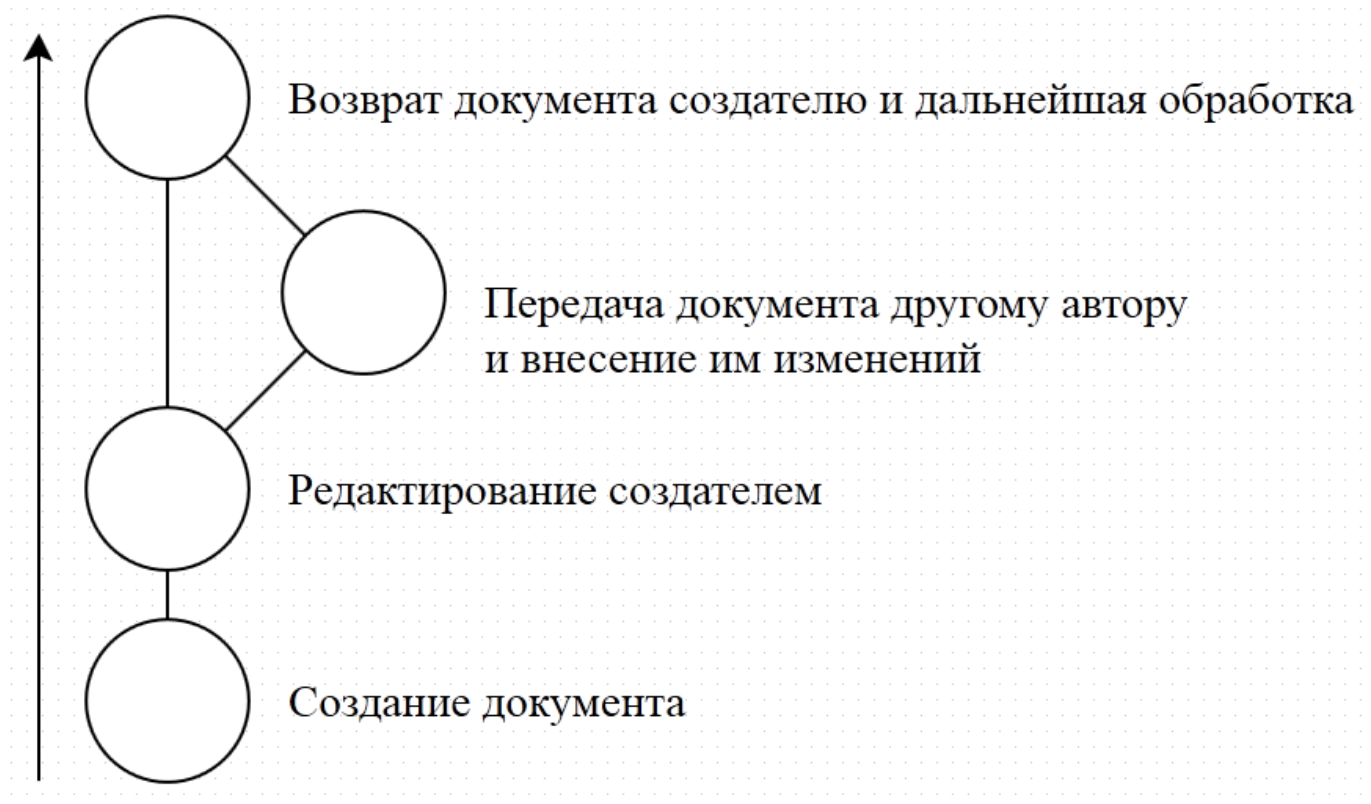 Возврат документа создателю и дальнейшая обработка
Передача документа другому автору
и внесение им изменений
Редактирование создателем
Создание документа